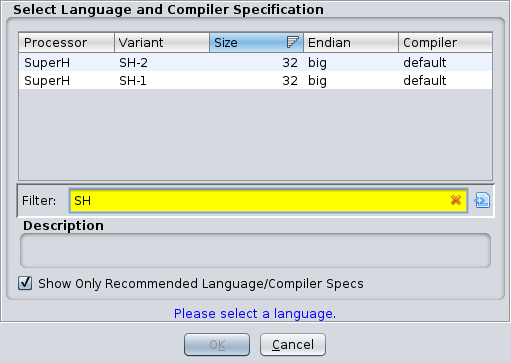 Select Language and Compiler Specification
Processor Variant Size Endian Compiler
SuperH SH-2 32 big default
SuperH SH-1 32 big default
Filter: SH
Description
Show Only Recommended Language/Compiler Specs
Please select a language.
OK Cancel